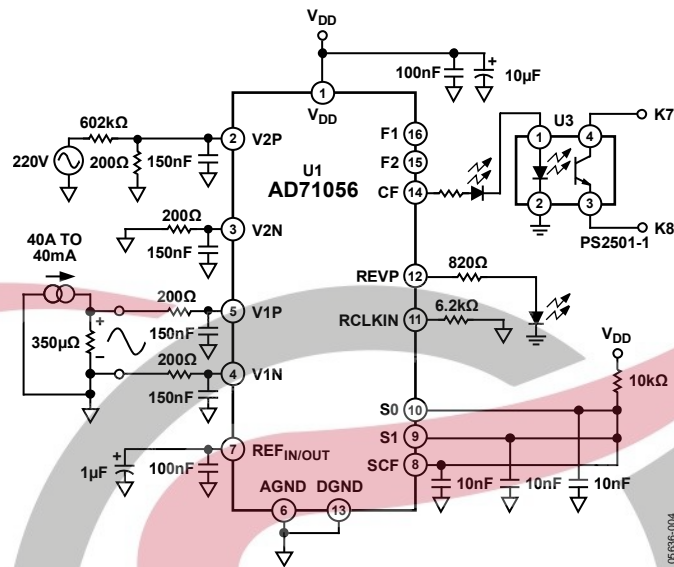 VDD
100nF
+
10µF
1
VDD
602kΩ
2
V2P
220V
200Ω
150nF
U1
AD71056
F1
16
F2
15
CF
14
U3
1
4
K7
2
3
K8
PS2501-1
200Ω
3
V2N
150nF
40A TO
40mA
REVP
12
820Ω
200Ω
5
V1P
+
350µΩ
–
150nF
RCLKIN
11
6.2kΩ
200Ω
4
V1N
150nF
VDD
10kΩ
S0
10
S1
9
SCF
8
10nF
10nF
10nF
7
REFIN/OUT
+
1µF
100nF
AGND
DGND
6
13
05636-004